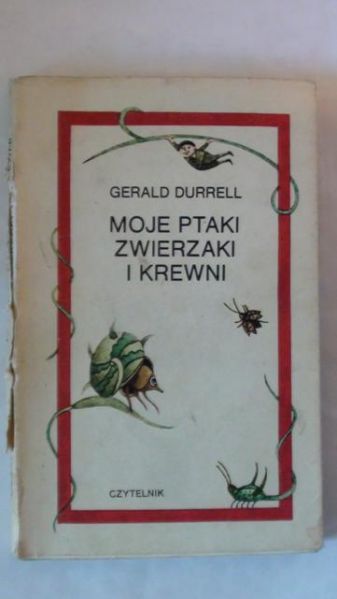 GERALD DURRELL
MOJE PTAKI
ZWIERZAKI
I KREWNI
CZYTELNIK